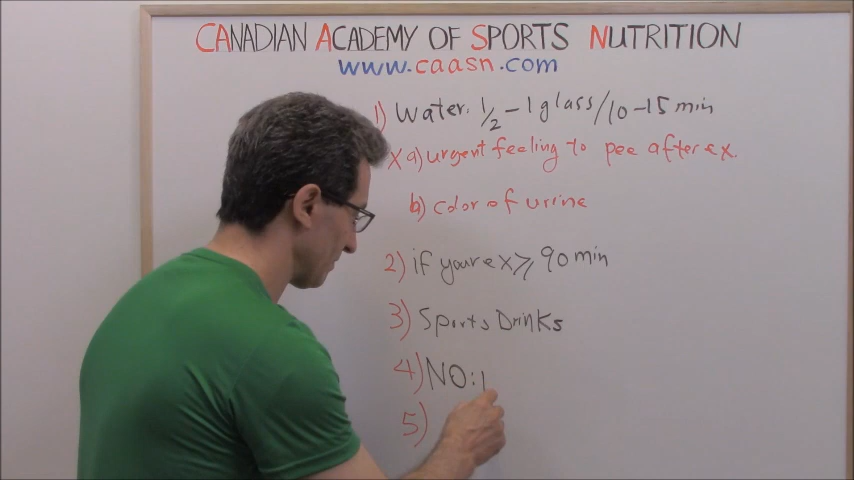 CANADIAN ACADEMY OF SPORTS NUTRITION
www.caasn.com
1) Water: 1/2 - 1 glass/10-15 min
X a) urgent feeling to pee after ex.
b) color of urine
2) if your ex ≥ 90 min
3) Sports Drinks
4) NO:
5)